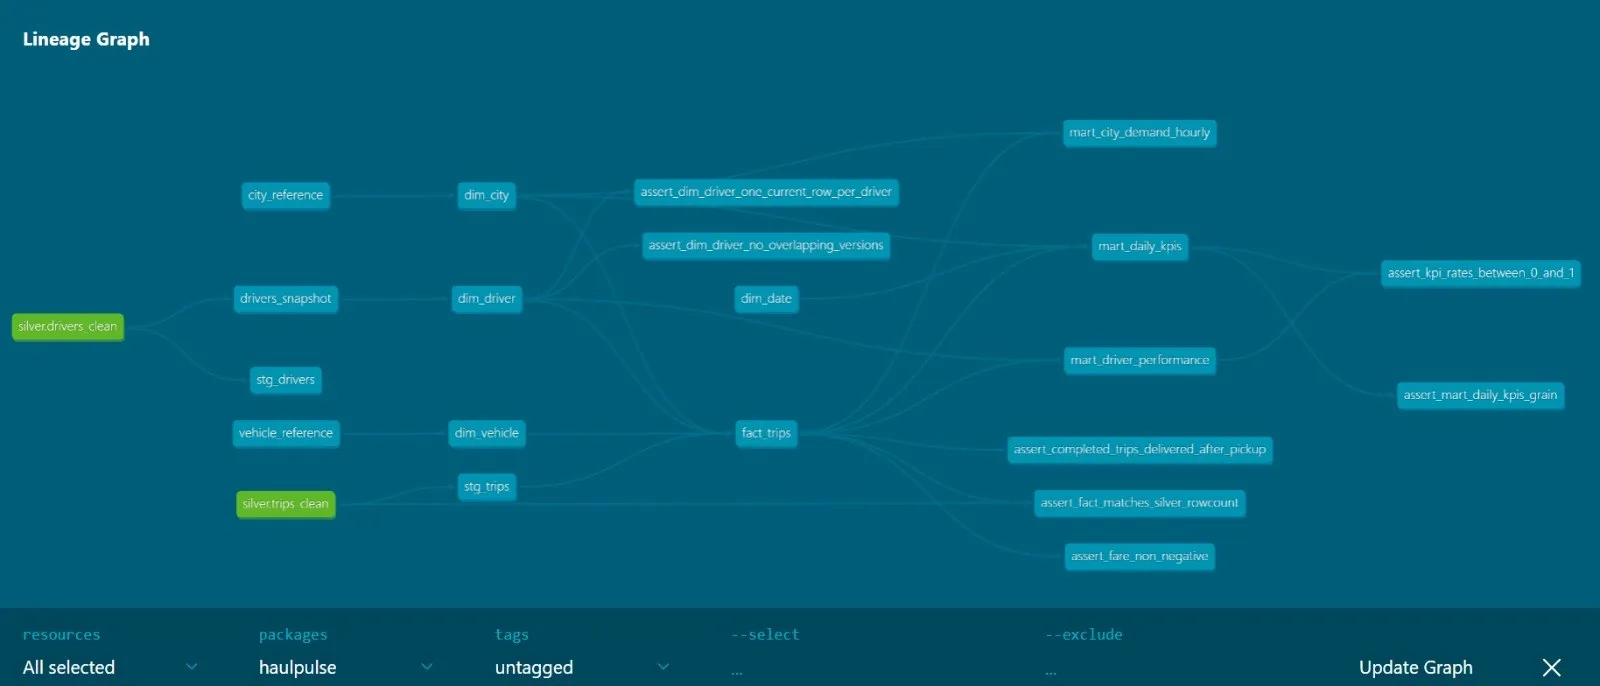 Lineage Graph
mart_city_demand_hourly
city_reference
dim_city
assert_dim_driver_one_current_row_per_driver
assert_dim_driver_no_overlapping_versions
mart_daily_kpis
assert_kpi_rates_between_0_and_1
drivers_snapshot
dim_driver
dim_date
silver.drivers_clean
mart_driver_performance
stg_drivers
assert_mart_daily_kpis_grain
vehicle_reference
dim_vehicle
fact_trips
assert_completed_trips_delivered_after_pickup
stg_trips
silver.trips_clean
assert_fact_matches_silver_rowcount
assert_fare_non_negative
resources packages tags --select --exclude
All selected haulpulse untagged ... ... Update Graph